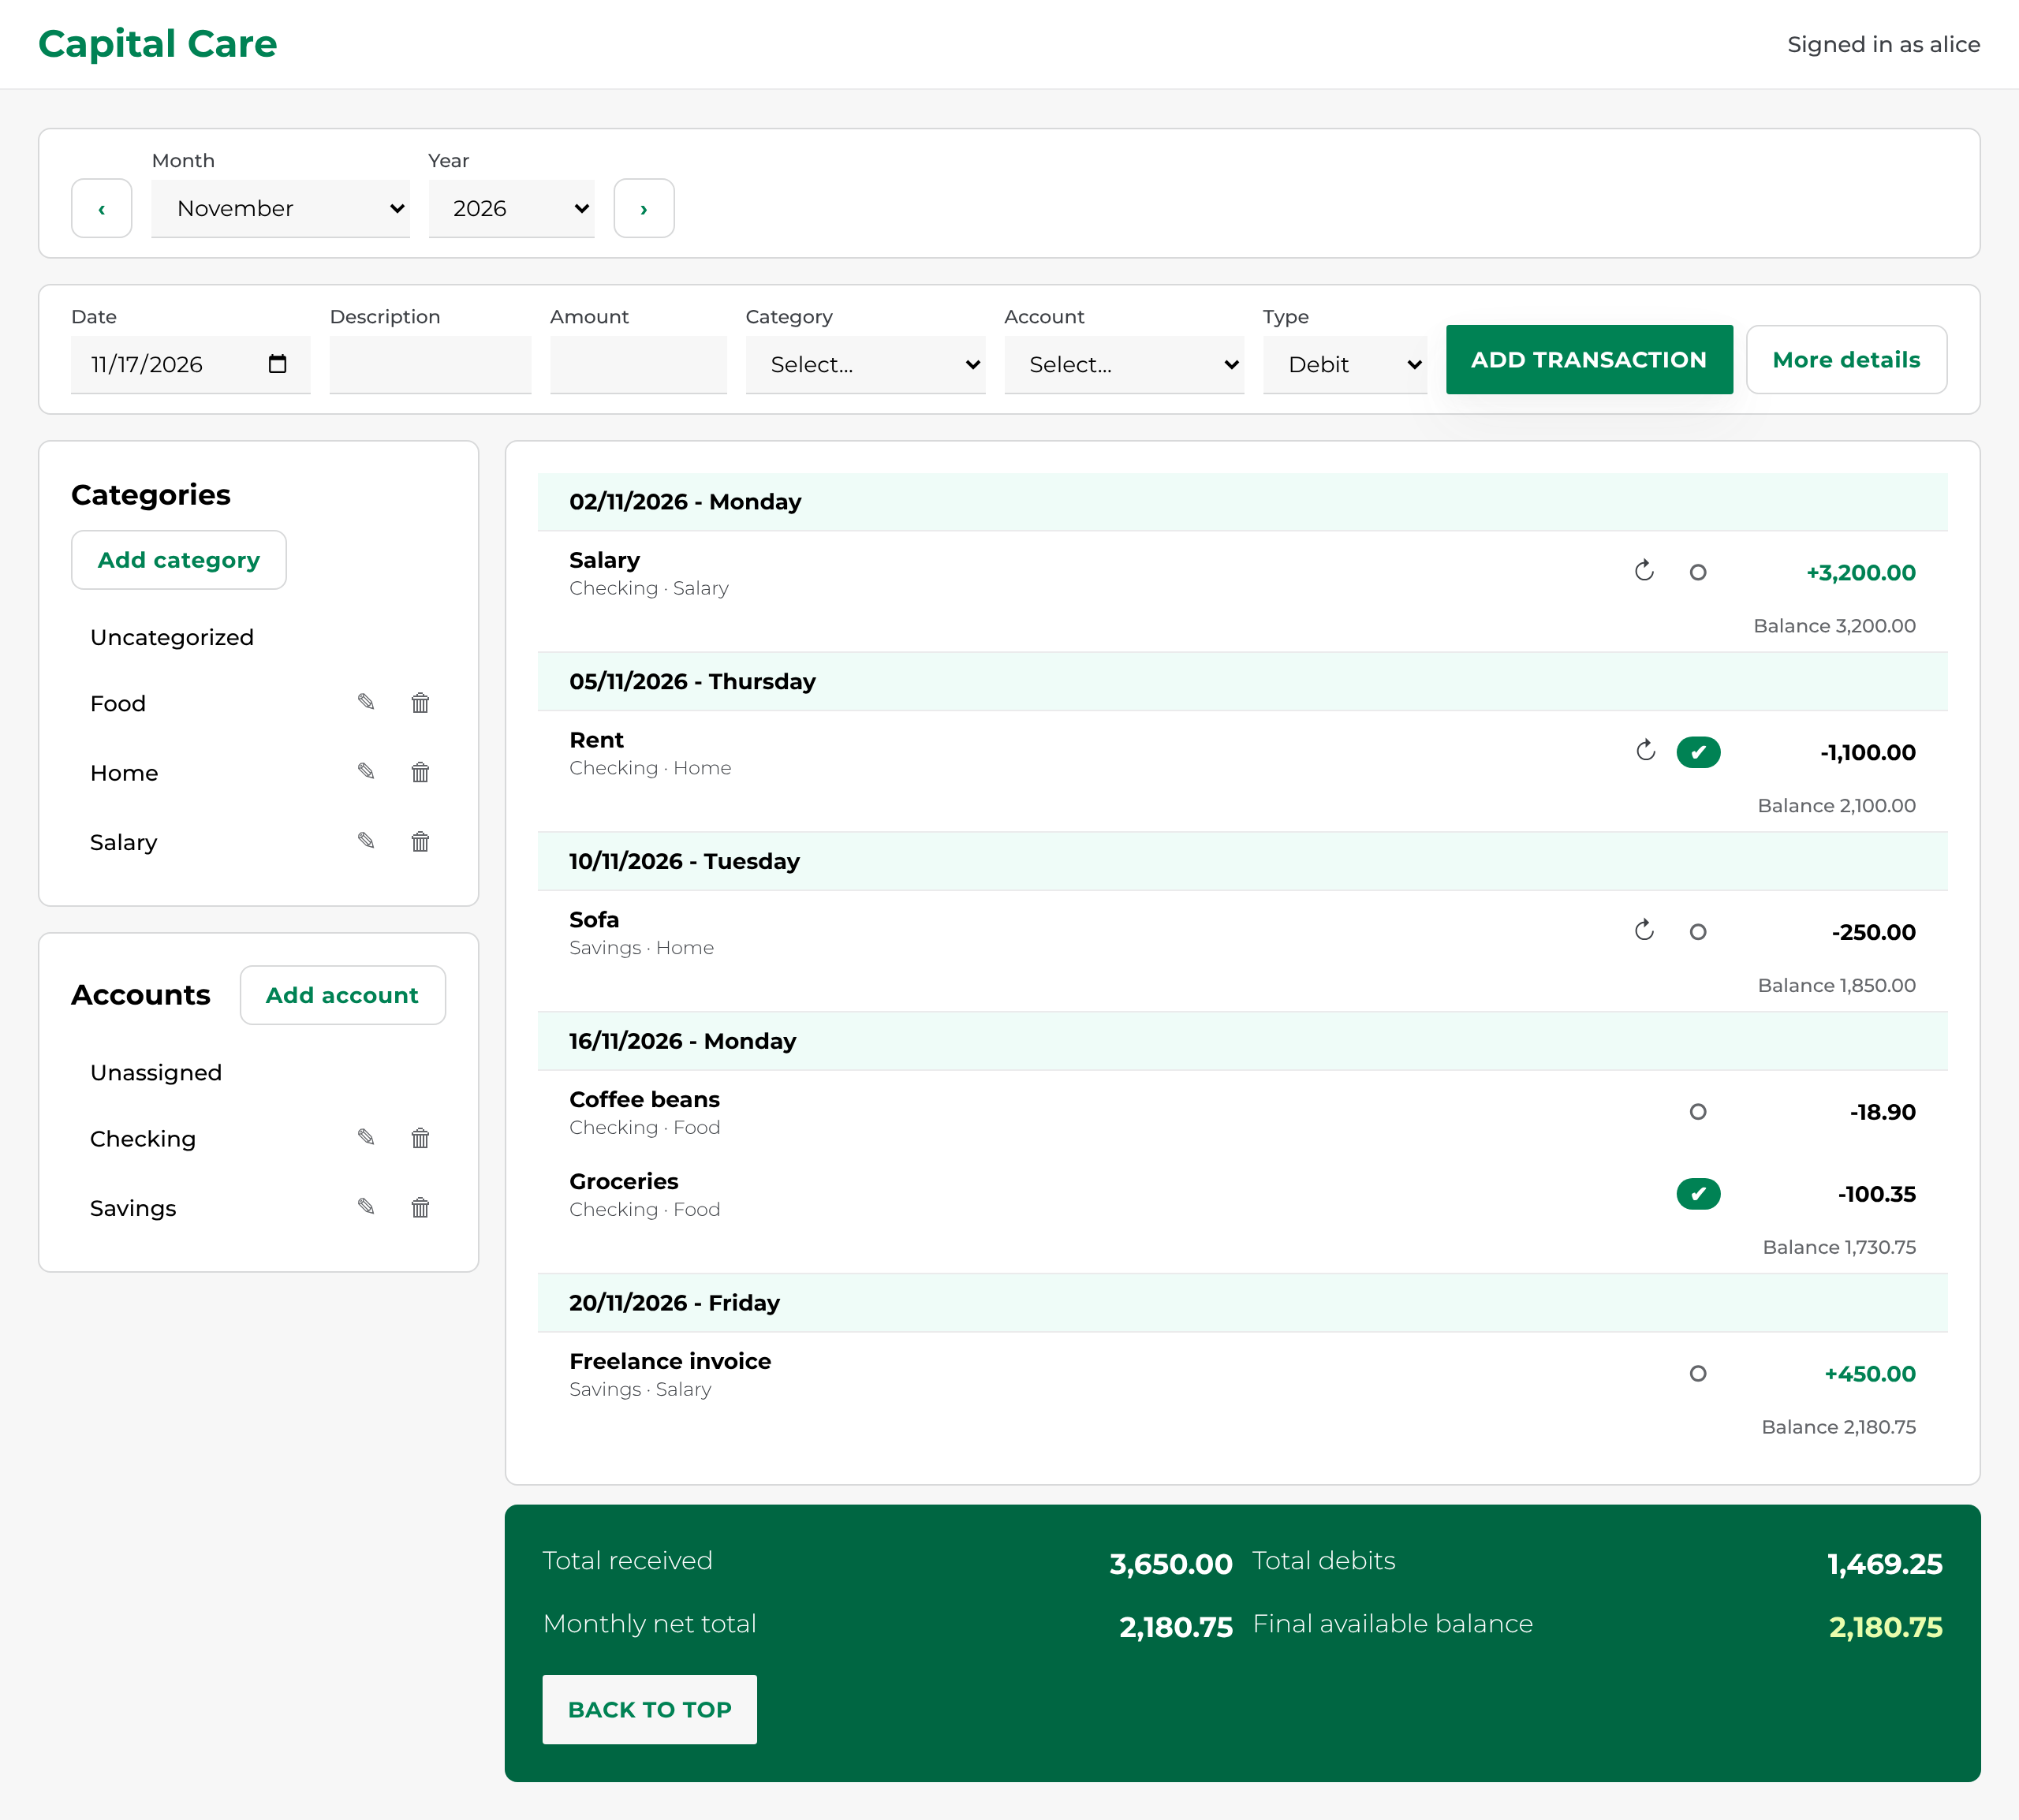 Capital Care
Signed in as alice
Month
Year
‹
November
2026
›
Date
Description
Amount
Category
Account
Type
11/17/2026
Select...
Select...
Debit
ADD TRANSACTION
More details
Categories
Add category
Uncategorized
Food
Home
Salary
Accounts
Add account
Unassigned
Checking
Savings
02/11/2026 - Monday
Salary
Checking · Salary
+3,200.00
Balance 3,200.00
05/11/2026 - Thursday
Rent
Checking · Home
-1,100.00
Balance 2,100.00
10/11/2026 - Tuesday
Sofa
Savings · Home
-250.00
Balance 1,850.00
16/11/2026 - Monday
Coffee beans
Checking · Food
-18.90
Groceries
Checking · Food
-100.35
Balance 1,730.75
20/11/2026 - Friday
Freelance invoice
Savings · Salary
+450.00
Balance 2,180.75
Total received 3,650.00
Total debits 1,469.25
Monthly net total 2,180.75
Final available balance 2,180.75
BACK TO TOP